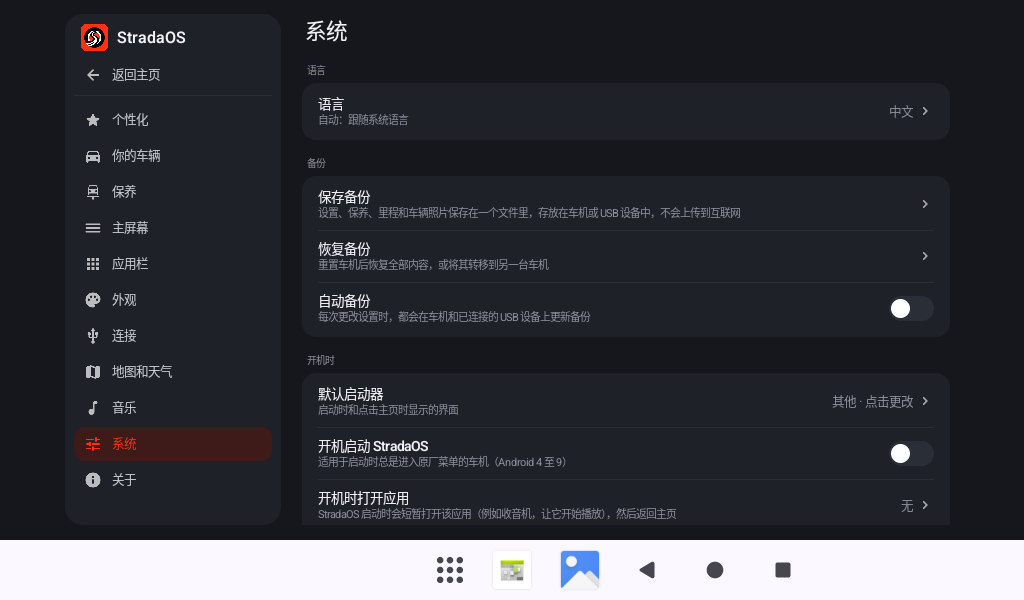 StradaOS
返回主页
个性化
你的车辆
保养
主屏幕
应用栏
外观
连接
地图和天气
音乐
系统
关于
系统
语言
语言
自动：跟随系统语言
中文
备份
保存备份
设置、保养、里程和车辆照片保存在一个文件里，存放在车机或 USB 设备中，不会上传到互联网
恢复备份
重置车机后恢复全部内容，或将其转移到另一台车机
自动备份
每次更改设置时，都会在车机和已连接的 USB 设备上更新备份
开机时
默认启动器
启动时和点击主页时显示的界面
其他 · 点击更改
开机启动 StradaOS
适用于启动时总是进入原厂菜单的车机（Android 4 至 9）
开机时打开应用
StradaOS 启动时会短暂打开该应用（例如收音机，让它开始播放），然后返回主页
无